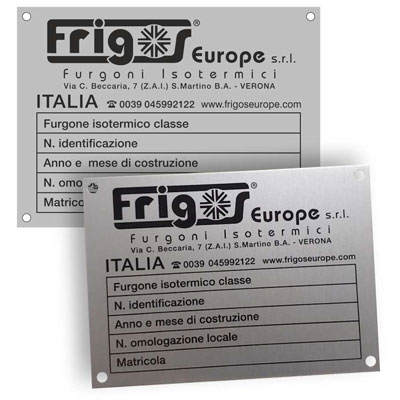 Frigos® Europe s.r.l.
Furgoni Isotermici
Via C. Beccaria, 7 (Z.A.I.) S.Martino B.A. - VERONA
ITALIA ☎ 0039 045992122 www.frigoseurope.com
Furgone isotermico classe
N. identificazione
Anno e mese di costruzione
N. omolo
Matricola
Frigos® Europe s.r.l.
Furgoni Isotermici
Via C. Beccaria, 7 (Z.A.I.) S.Martino B.A. - VERONA
ITALIA ☎ 0039 045992122 www.frigoseurope.com
Furgone isotermico classe
N. identificazione
Anno e mese di costruzione
N. omologazione locale
Matricola